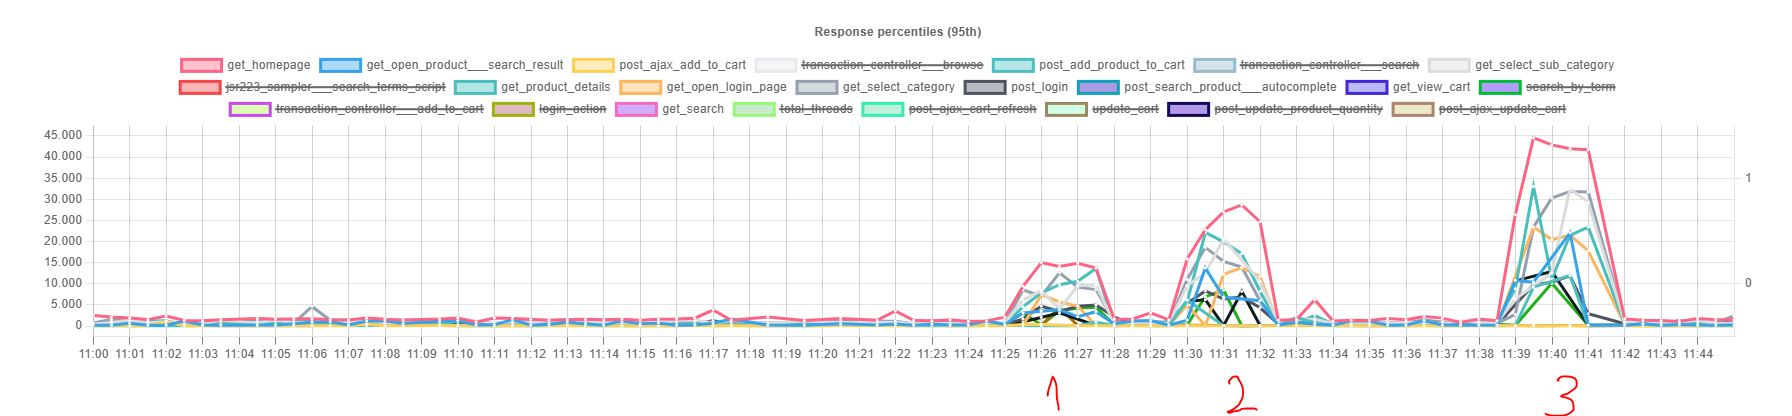 Response percentiles (95th)
get_homepage get_open_product___search_result post_ajax_add_to_cart transaction_controller___browse post_add_product_to_cart transaction_controller___search get_select_sub_category
jsr223_sampler___search_terms_script get_product_details get_open_login_page get_select_category post_login post_search_product___autocomplete get_view_cart search_by_term
transaction_controller___add_to_cart login_action get_search total_threads post_ajax_cart_refresh update_cart post_update_product_quantity post_ajax_update_cart
45.000
40.000
35.000 1
30.000
25.000
20.000
15.000
10.000 0
5.000
0
11:00 11:01 11:02 11:03 11:04 11:05 11:06 11:07 11:08 11:09 11:10 11:11 11:12 11:13 11:14 11:15 11:16 11:17 11:18 11:19 11:20 11:21 11:22 11:23 11:24 11:25 11:26 11:27 11:28 11:29 11:30 11:31 11:32 11:33 11:34 11:35 11:36 11:37 11:38 11:39 11:40 11:41 11:42 11:43 11:44
1 2 3